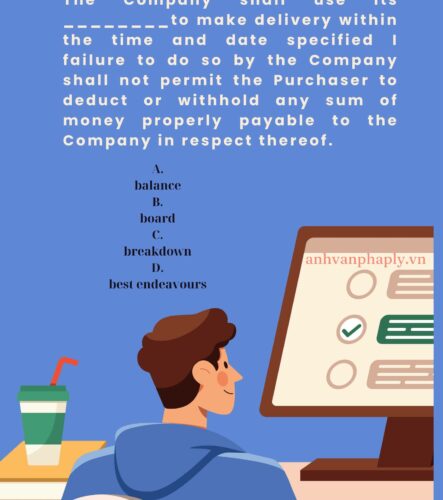 The Company shall use its
________to make delivery within
the time and date specified I
failure to do so by the Company
shall not permit the Purchaser to
deduct or withhold any sum of
money properly payable to the
Company in respect thereof.
A.
balance
B.
board
C.
breakdown
D.
best endeavours
anhvanphaply.vn